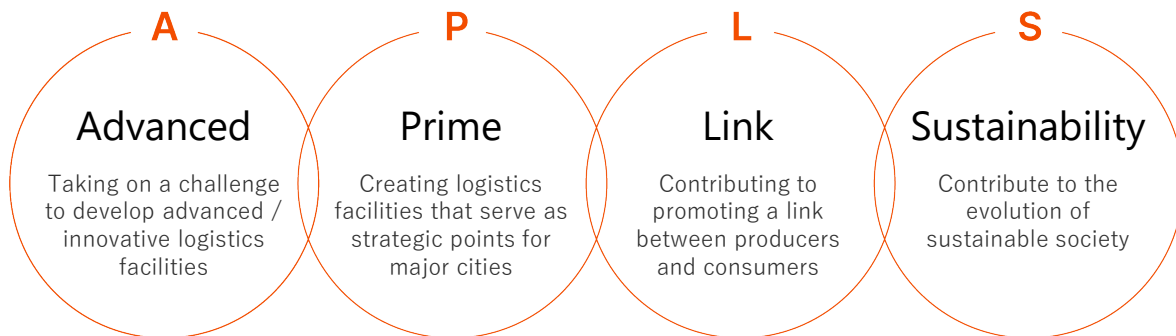 A
Advanced
Taking on a challenge
to develop advanced /
innovative logistics
facilities
P
Prime
Creating logistics
facilities that serve as
strategic points for
major cities
L
Link
Contributing to
promoting a link
between producers
and consumers
S
Sustainability
Contribute to the
evolution of
sustainable society